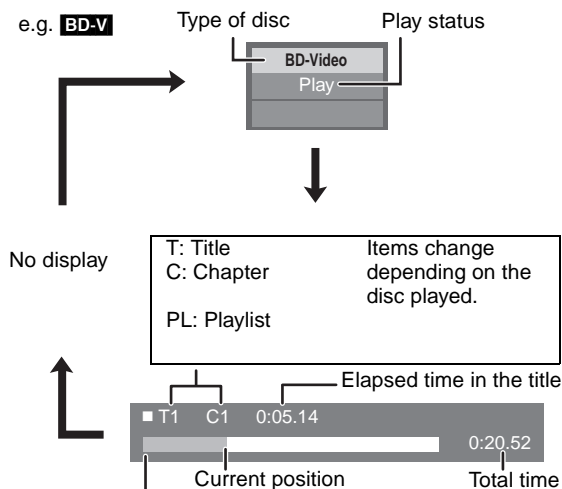 e.g. BD-V
Type of disc
Play status
BD-Video
Play
No display
T: Title
C: Chapter
PL: Playlist
Items change
depending on the
disc played.
Elapsed time in the title
T1 C1 0:05.14
0:20.52
Current position
Total time